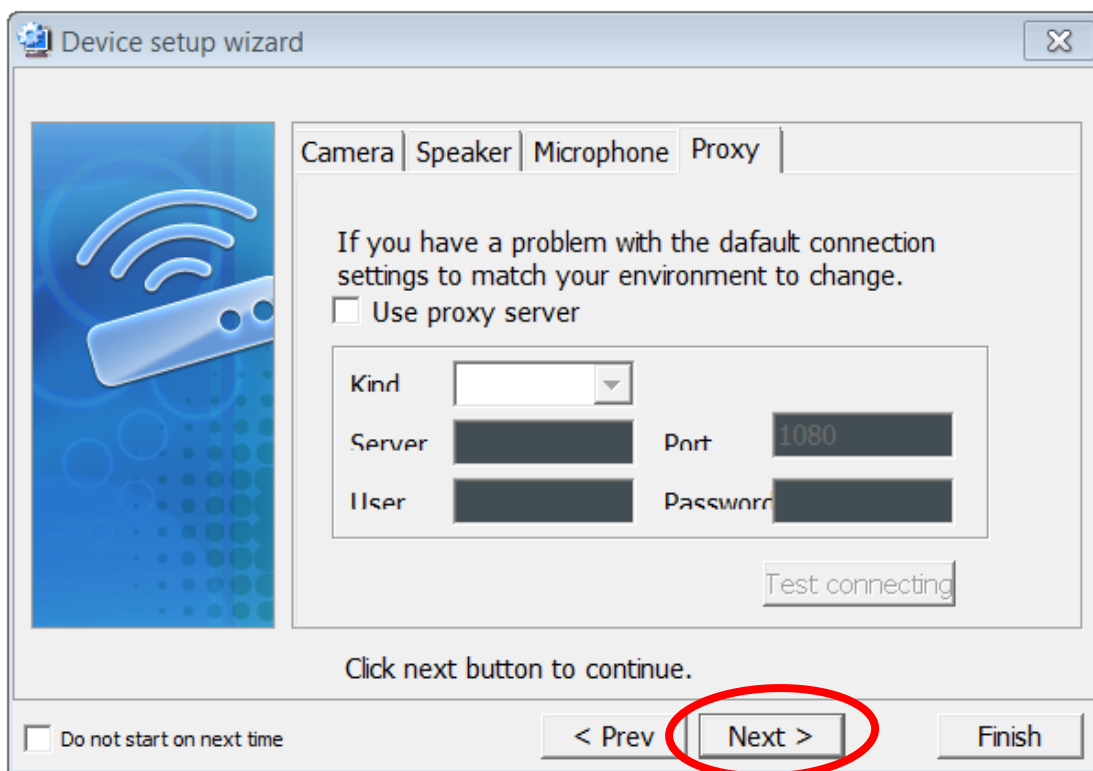 Device setup wizard
Camera Speaker Microphone Proxy
If you have a problem with the dafault connection
settings to match your environment to change.
Use proxy server
Kind
Server Port 1080
User Password
Test connecting
Click next button to continue.
Do not start on next time < Prev Next > Finish